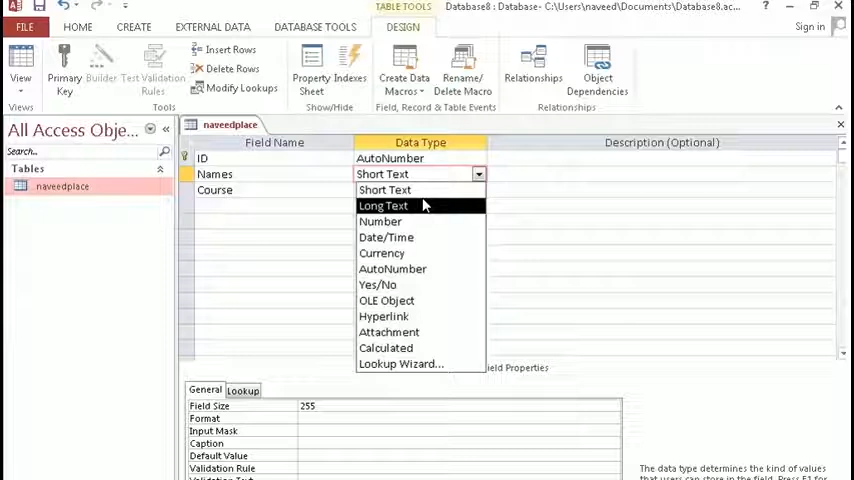 TABLE TOOLS
Database8 : Database- C:\Users\naveed\Documents\Database8.ac...
FILE HOME CREATE EXTERNAL DATA DATABASE TOOLS DESIGN Sign in
View
Primary Key
Builder
Test Validation Rules
Insert Rows
Delete Rows
Modify Lookups
Property Sheet
Indexes
Create Data Macros
Rename/ Delete Macro
Relationships
Object Dependencies
Views Tools Show/Hide Field, Record & Table Events Relationships
All Access Obje...
Search...
Tables
naveedplace
naveedplace
Field Name Data Type Description (Optional)
ID AutoNumber
Names Short Text
Course
Short Text
Long Text
Number
Date/Time
Currency
AutoNumber
Yes/No
OLE Object
Hyperlink
Attachment
Calculated
Lookup Wizard...
ield Properties
General Lookup
Field Size 255
Format
Input Mask
Caption
Default Value
Validation Rule
Validation Text
The data type determines the kind of values
that users can store in the field. Press F1 for